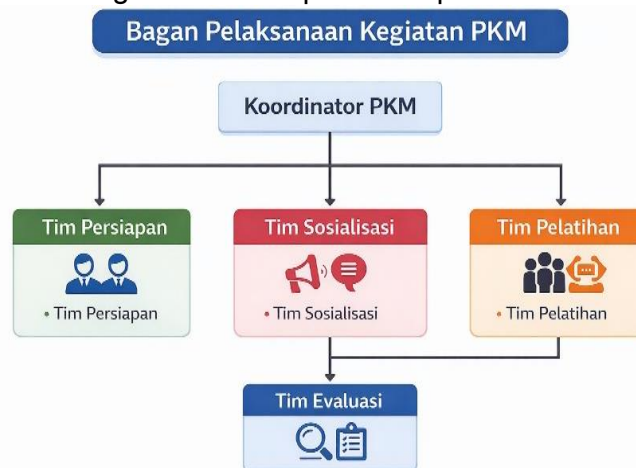 Bagan Pelaksanaan Kegiatan PKM
Koordinator PKM
Tim Persiapan
• Tim Persiapan
Tim Sosialisasi
• Tim Sosialisasi
Tim Pelatihan
• Tim Pelatihan
Tim Evaluasi